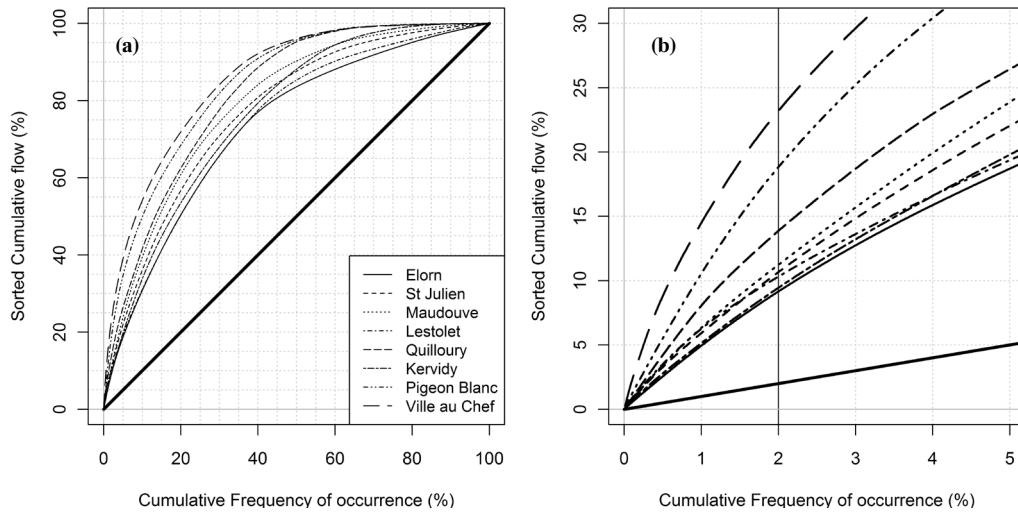 (a)
Sorted Cumulative flow (%)
100
80
60
40
20
0
0 20 40 60 80 100
Cumulative Frequency of occurrence (%)
Elorn
St Julien
Maudouve
Lestolet
Quilloury
Kervidy
Pigeon Blanc
Ville au Chef
(b)
Sorted Cumulative flow (%)
30
25
20
15
10
5
0
0 1 2 3 4 5
Cumulative Frequency of occurrence (%)